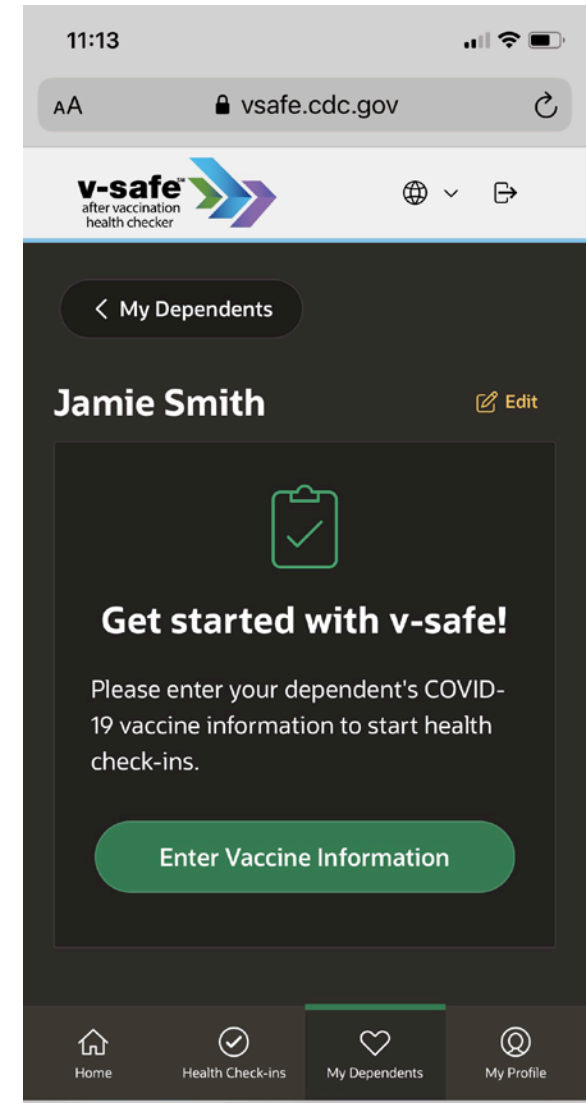 11:13
AA vsafe.cdc.gov
v-safe℠
after vaccination
health checker
My Dependents
Jamie Smith
Edit
Get started with v-safe!
Please enter your dependent's COVID-
19 vaccine information to start health
check-ins.
Enter Vaccine Information
Home Health Check-ins My Dependents My Profile